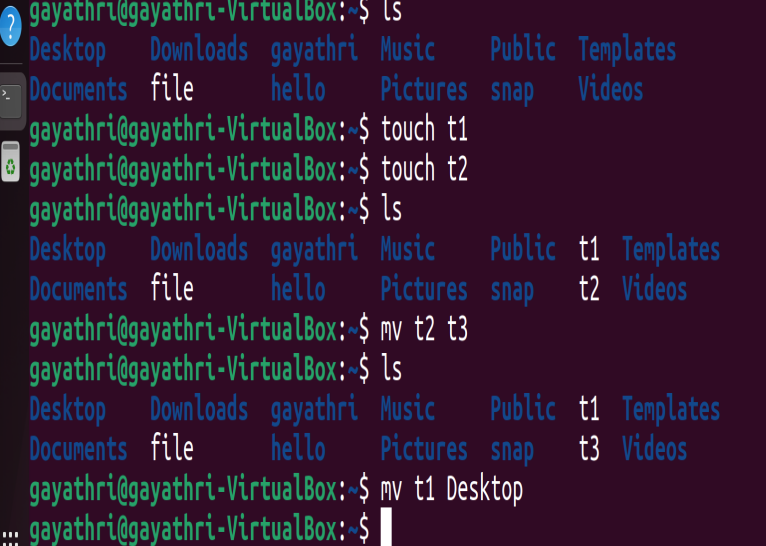 gayathri@gayathri-VirtualBox:~$ ls
Desktop Downloads gayathri Music Public Templates
Documents file hello Pictures snap Videos
gayathri@gayathri-VirtualBox:~$ touch t1
gayathri@gayathri-VirtualBox:~$ touch t2
gayathri@gayathri-VirtualBox:~$ ls
Desktop Downloads gayathri Music Public t1 Templates
Documents file hello Pictures snap t2 Videos
gayathri@gayathri-VirtualBox:~$ mv t2 t3
gayathri@gayathri-VirtualBox:~$ ls
Desktop Downloads gayathri Music Public t1 Templates
Documents file hello Pictures snap t3 Videos
gayathri@gayathri-VirtualBox:~$ mv t1 Desktop
gayathri@gayathri-VirtualBox:~$